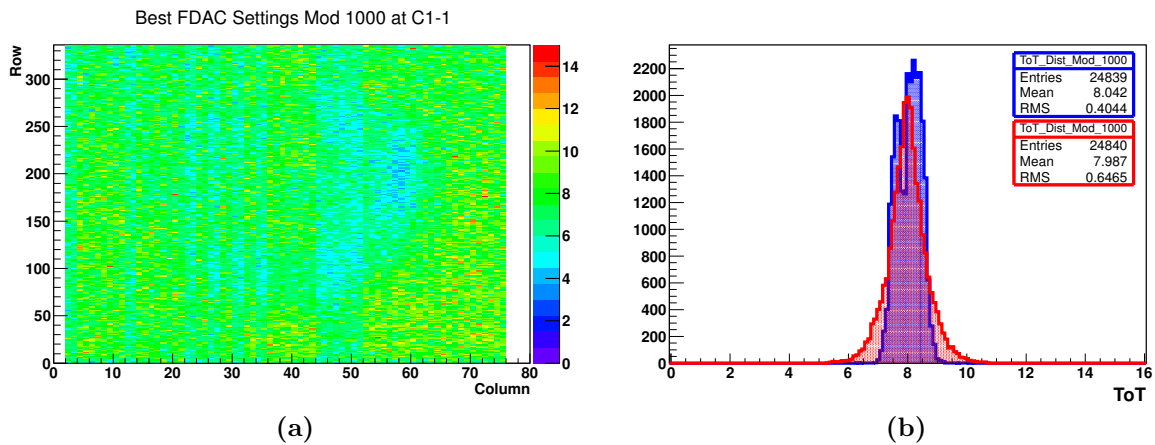 Best FDAC Settings Mod 1000 at C1-1
Row
300
250
200
150
100
50
0
0 10 20 30 40 50 60 70 80
Column
14
12
10
8
6
4
2
0
(a)
2200
2000
1800
1600
1400
1200
1000
800
600
400
200
0
0 2 4 6 8 10 12 14 16
ToT
ToT_Dist_Mod_1000
Entries 24839
Mean 8.042
RMS 0.4044
ToT_Dist_Mod_1000
Entries 24840
Mean 7.987
RMS 0.6465
(b)